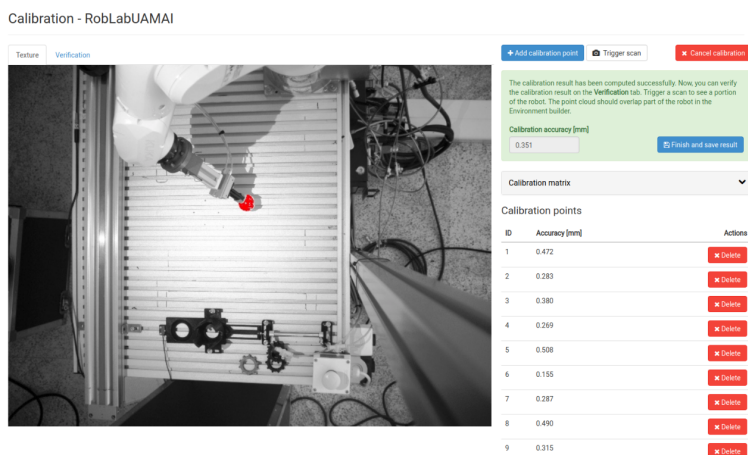 Calibration - RobLabUAMAI
Texture Verification
Add calibration point Trigger scan Cancel calibration
The calibration result has been computed successfully. Now, you can verify
the calibration result on the Verification tab. Trigger a scan to see a portion
of the robot. The point cloud should overlap part of the robot in the
Environment builder.
Calibration accuracy [mm]
0.351 Finish and save result
Calibration matrix
Calibration points
ID Accuracy [mm] Actions
1 0.472 Delete
2 0.283 Delete
3 0.380 Delete
4 0.269 Delete
5 0.508 Delete
6 0.155 Delete
7 0.287 Delete
8 0.490 Delete
9 0.315 Delete